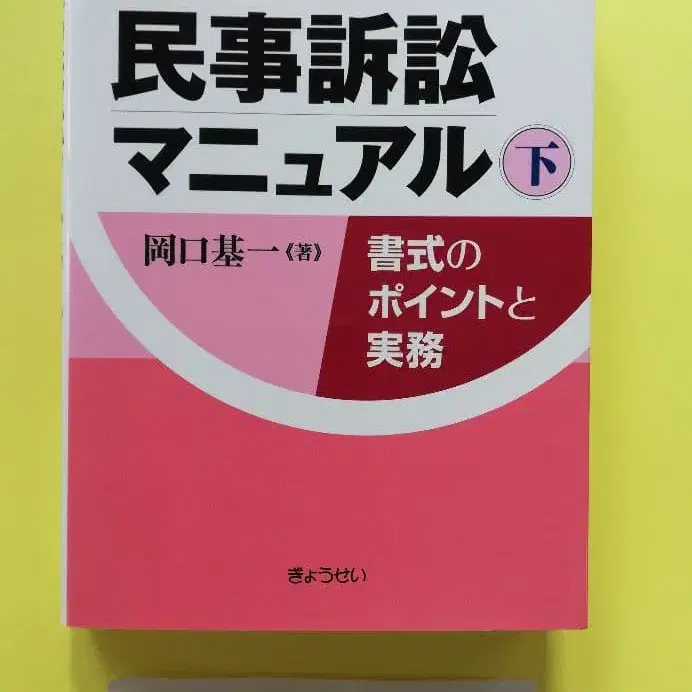 民事訴訟
マニュアル 下
岡口基一《著》
書式の
ポイントと
実務
ぎょうせい